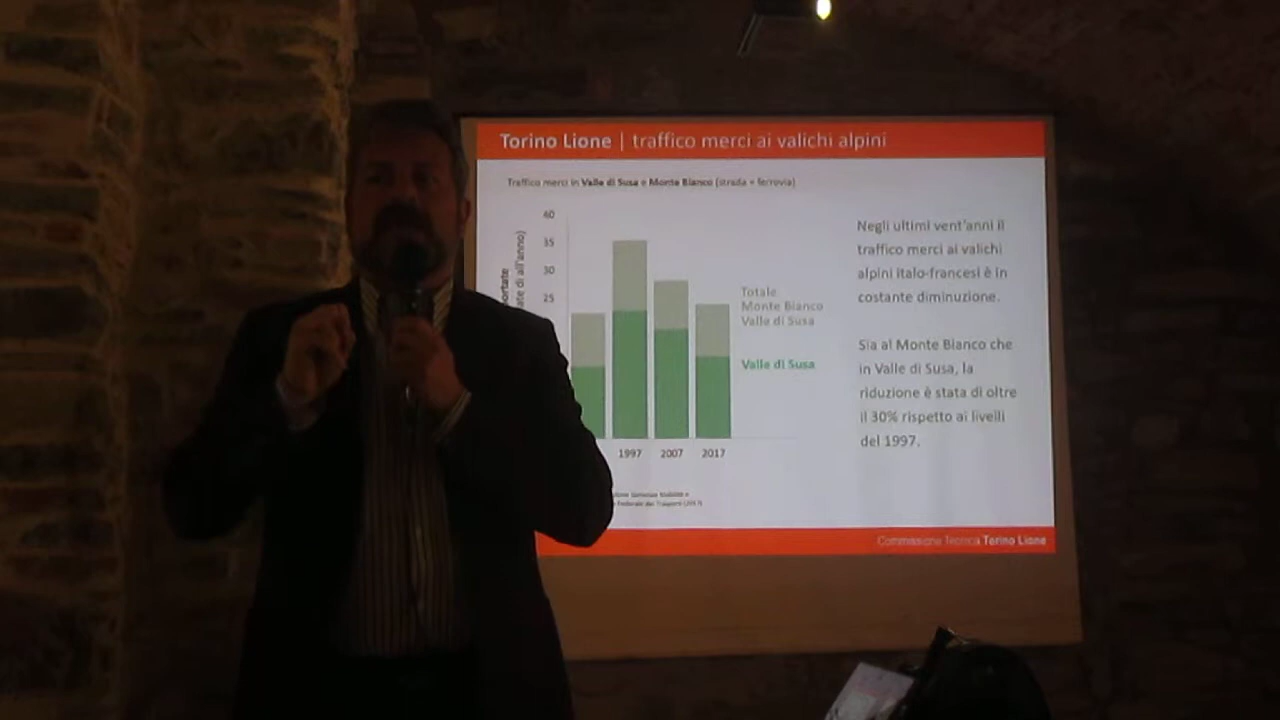 Torino Lione | traffico merci ai valichi alpini
Traffico merci in Valle di Susa e Monte Bianco (strada + ferrovia)
40
35
30
25
1997 2007 2017
Totale
Monte Bianco
Valle di Susa
Valle di Susa
Negli ultimi vent'anni il
traffico merci ai valichi
alpini italo-francesi è in
costante diminuzione.
Sia al Monte Bianco che
in Valle di Susa, la
riduzione è stata di oltre
il 30% rispetto ai livelli
del 1997.
Commissione Tecnica Torino Lione